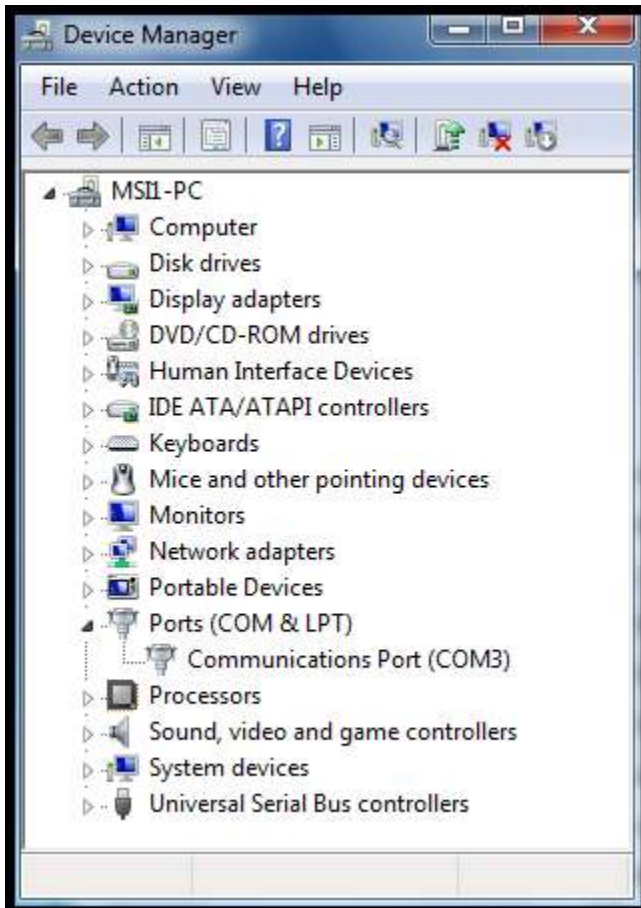 Device Manager
File Action View Help
MSI1-PC
Computer
Disk drives
Display adapters
DVD/CD-ROM drives
Human Interface Devices
IDE ATA/ATAPI controllers
Keyboards
Mice and other pointing devices
Monitors
Network adapters
Portable Devices
Ports (COM & LPT)
Communications Port (COM3)
Processors
Sound, video and game controllers
System devices
Universal Serial Bus controllers